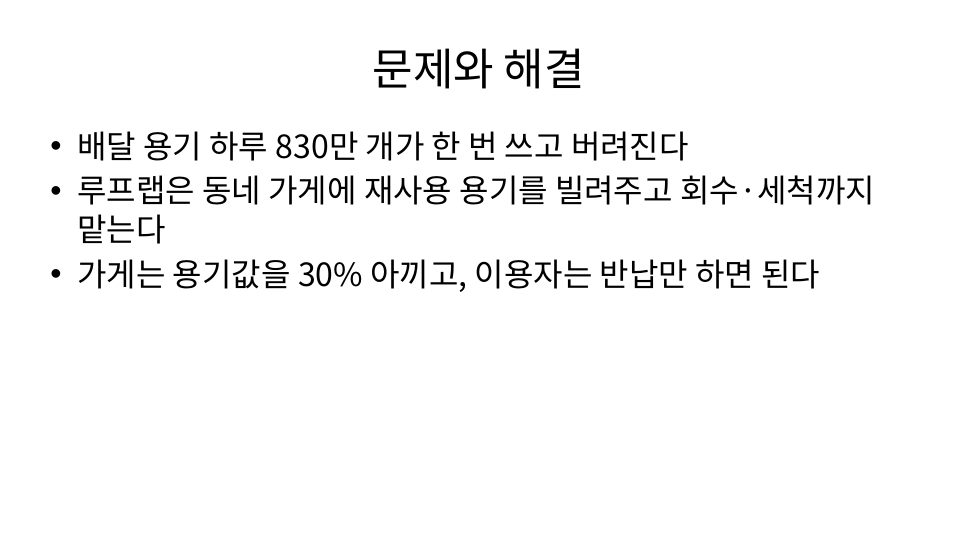 문제와 해결
• 배달 용기 하루 830만 개가 한 번 쓰고 버려진다
• 루프랩은 동네 가게에 재사용 용기를 빌려주고 회수·세척까지
맡는다
• 가게는 용기값을 30% 아끼고, 이용자는 반납만 하면 된다